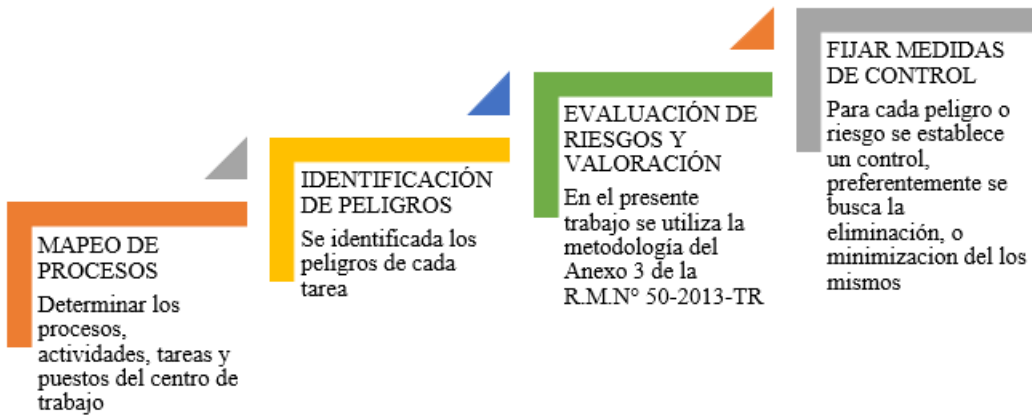 MAPEO DE
PROCESOS
Determinar los
procesos,
actividades, tareas y
puestos del centro de
trabajo
IDENTIFICACIÓN
DE PELIGROS
Se identificada los
peligros de cada
tarea
EVALUACIÓN DE
RIESGOS Y
VALORACIÓN
En el presente
trabajo se utiliza la
metodología del
Anexo 3 de la
R.M.N° 50-2013-TR
FIJAR MEDIDAS
DE CONTROL
Para cada peligro o
riesgo se establece
un control,
preferentemente se
busca la
eliminación, o
minimizacion del los
mismos